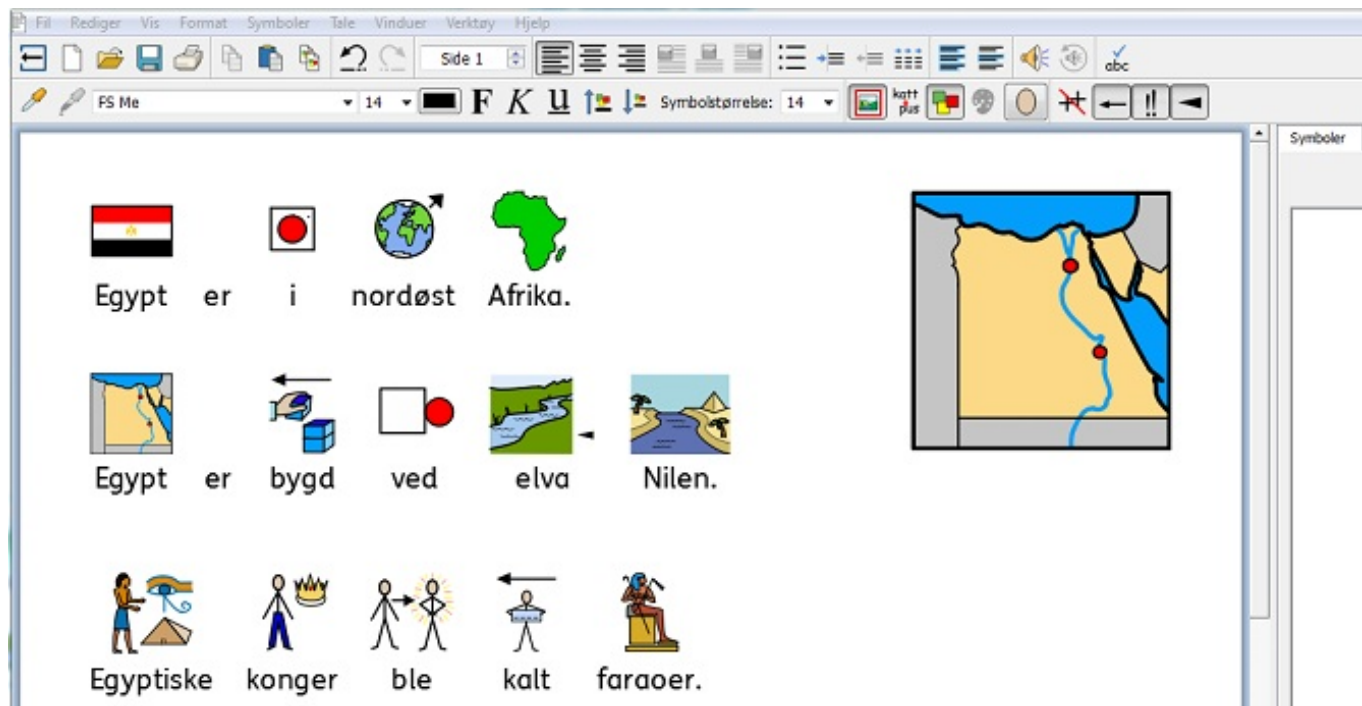 Fil Rediger Vis Format Symboler Tale Vinduer Verktøy Hjelp
Side 1 abc
FS Me 14 F K U Symbolstørrelse: 14 katt plus
Symboler
Egypt er i nordøst Afrika.
Egypt er bygd ved elva Nilen.
Egyptiske konger ble kalt faraoer.